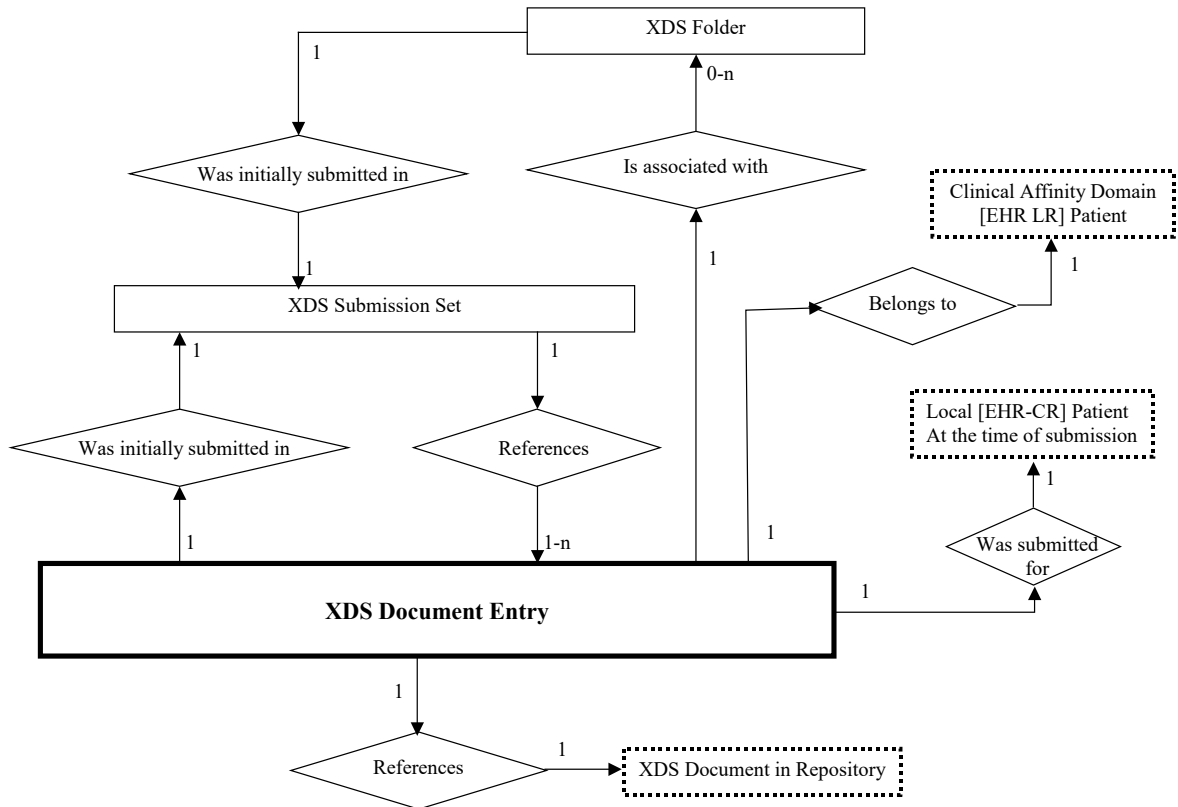 XDS Folder
1
0-n
Was initially submitted in
Is associated with
Clinical Affinity Domain
[EHR LR] Patient
1
1
1
XDS Submission Set
Belongs to
1
1
Local [EHR-CR] Patient
At the time of submission
Was initially submitted in
References
1
1
Was submitted
for
1
1-n
1
XDS Document Entry
1
1
References
XDS Document in Repository